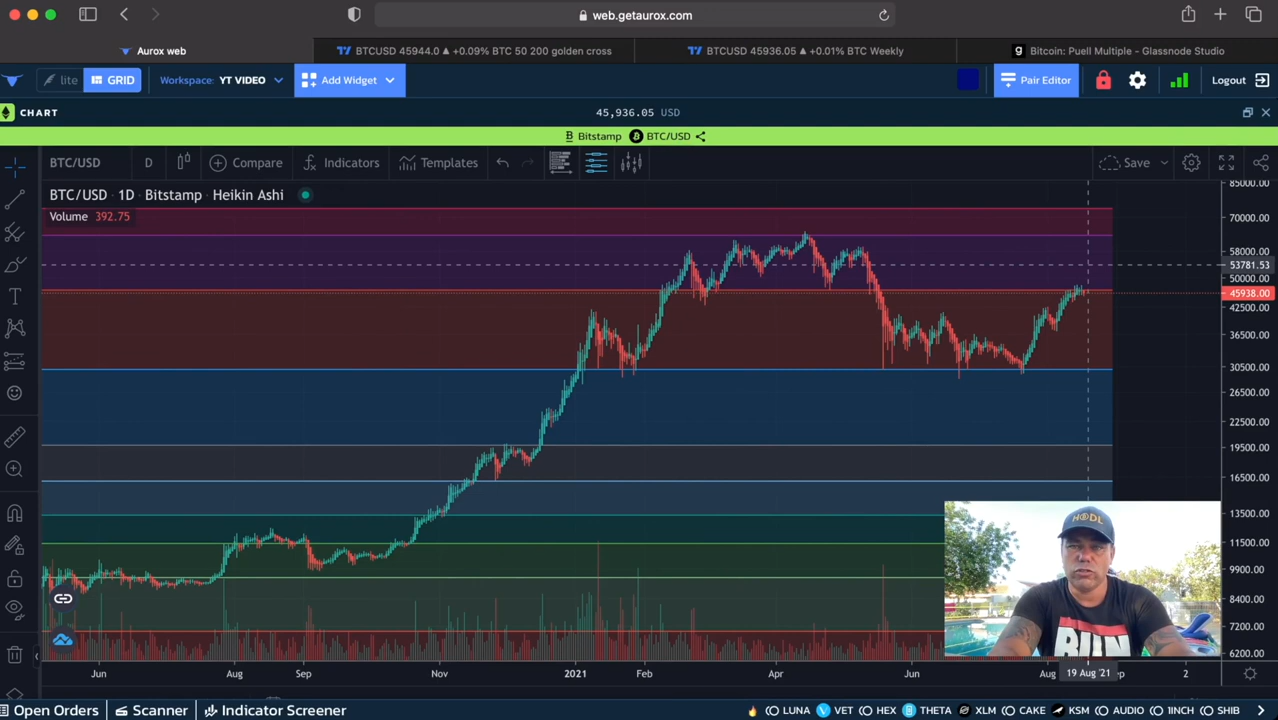 web.getaurox.com
Aurox web
BTCUSD 45944.0 ▲ +0.09% BTC 50 200 golden cross
BTCUSD 45936.05 ▲ +0.01% BTC Weekly
g Bitcoin: Puell Multiple - Glassnode Studio
lite GRID Workspace: YT VIDEO Add Widget Pair Editor Logout
CHART 45,936.05 USD
Bitstamp BTC/USD
BTC/USD D Compare Indicators Templates Save
BTC/USD · 1D · Bitstamp · Heikin Ashi
Volume 392.75
85000.00
70000.00
58000.00
53781.53
50000.00
45938.00
42500.00
36500.00
30500.00
26500.00
22500.00
19500.00
16500.00
13500.00
11500.00
9900.00
8400.00
7200.00
6200.00
HODL
RUN
Jun Aug Sep Nov 2021 Feb Apr Jun Aug 19 Aug '21 ep 2
Open Orders Scanner Indicator Screener LUNA VET HEX THETA XLM CAKE KSM AUDIO 1INCH SHIB